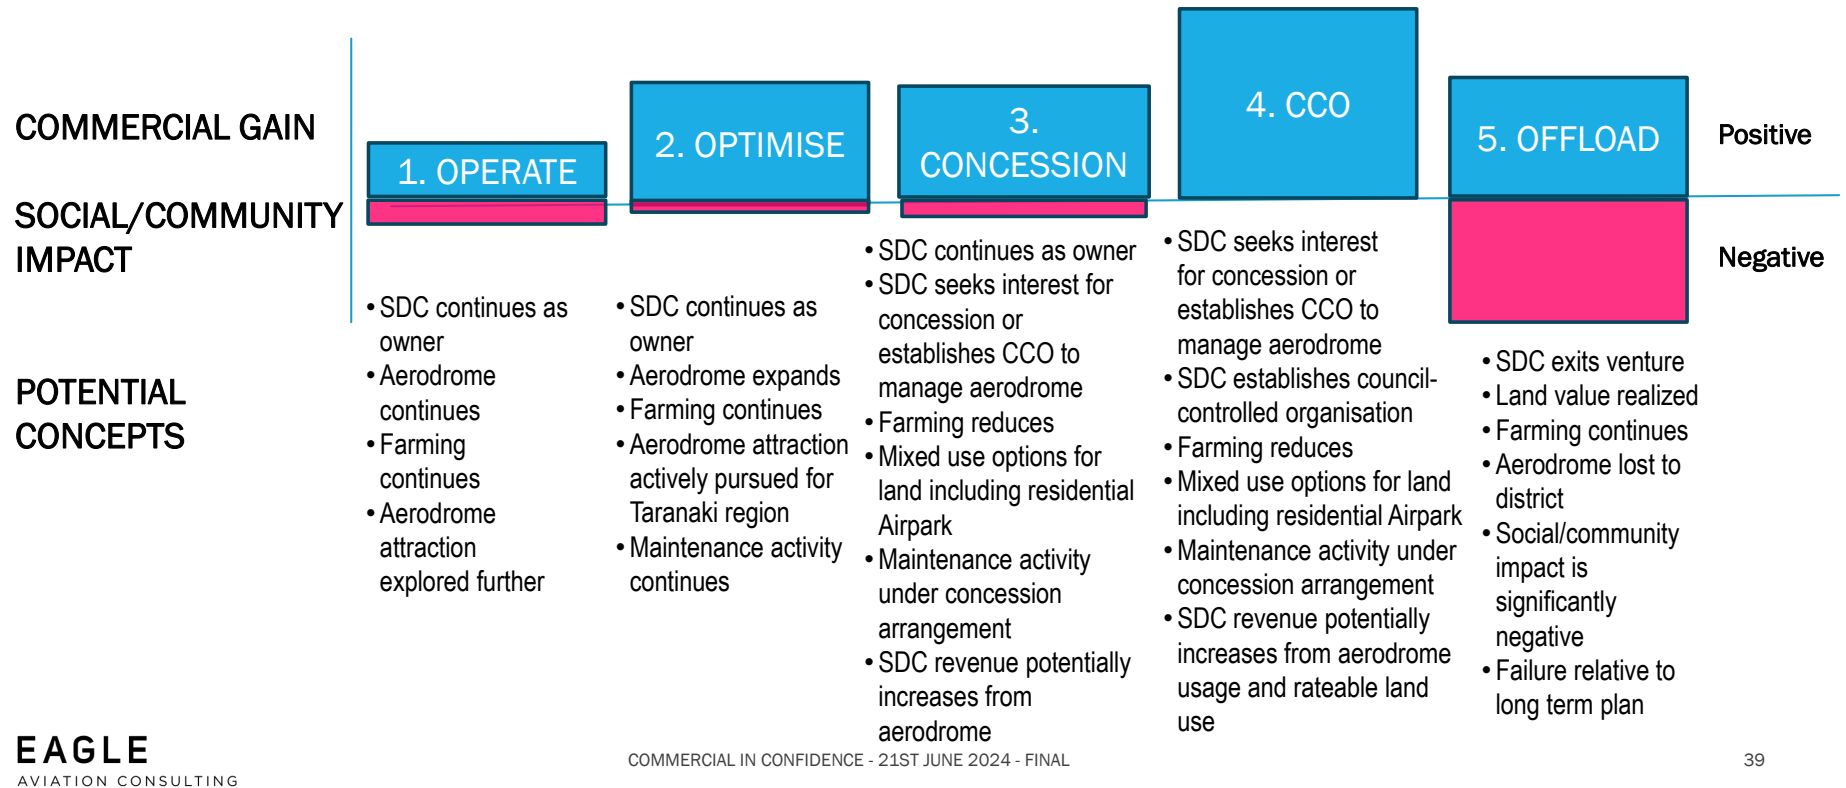 COMMERCIAL GAIN
SOCIAL/COMMUNITY
IMPACT
POTENTIAL
CONCEPTS
1. OPERATE
2. OPTIMISE
3.
CONCESSION
4. CCO
5. OFFLOAD
Positive
Negative
• SDC continues as
owner
• Aerodrome
continues
• Farming
continues
• Aerodrome
attraction
explored further
• SDC continues as
owner
• Aerodrome expands
• Farming continues
• Aerodrome attraction
actively pursued for
Taranaki region
• Maintenance activity
continues
• SDC continues as owner
• SDC seeks interest for
concession or
establishes CCO to
manage aerodrome
• Farming reduces
• Mixed use options for
land including residential
Airpark
• Maintenance activity
under concession
arrangement
• SDC revenue potentially
increases from
aerodrome
• SDC seeks interest
for concession or
establishes CCO to
manage aerodrome
• SDC establishes council-
controlled organisation
• Farming reduces
• Mixed use options for land
including residential Airpark
• Maintenance activity under
concession arrangement
• SDC revenue potentially
increases from aerodrome
usage and rateable land
use
• SDC exits venture
• Land value realized
• Farming continues
• Aerodrome lost to
district
• Social/community
impact is
significantly
negative
• Failure relative to
long term plan
EAGLE
AVIATION CONSULTING
COMMERCIAL IN CONFIDENCE - 21ST JUNE 2024 - FINAL
39